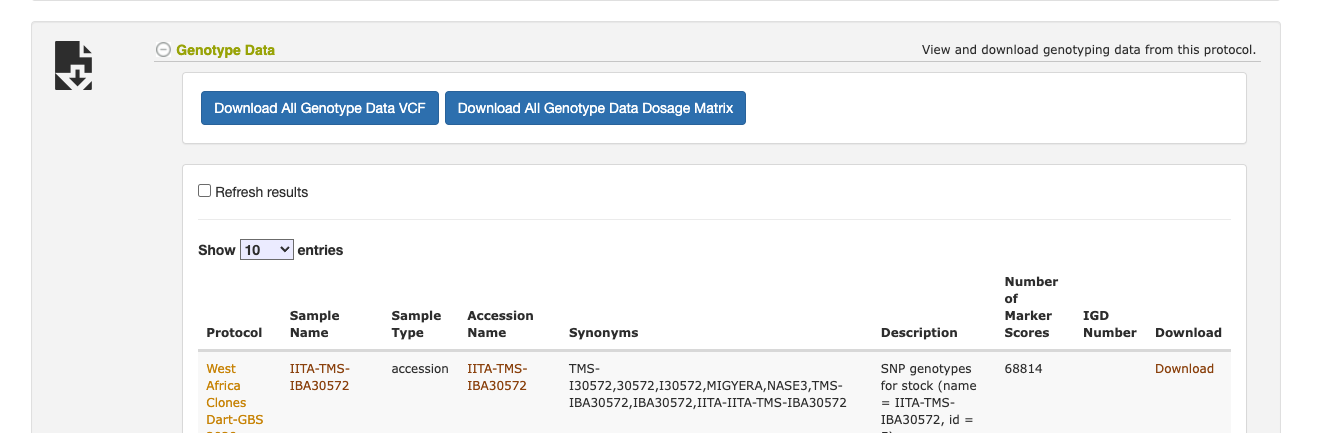 Genotype Data
View and download genotyping data from this protocol.
Download All Genotype Data VCF
Download All Genotype Data Dosage Matrix
Refresh results
Show 10 entries
Protocol
Sample
Name
Sample
Type
Accession
Name
Synonyms
Description
Number
of
Marker
Scores
IGD
Number
Download
West
Africa
Clones
Dart-GBS
IITA-TMS-
IBA30572
accession
IITA-TMS-
IBA30572
TMS-
I30572,30572,I30572,MIGYERA,NASE3,TMS-
IBA30572,IBA30572,IITA-IITA-TMS-IBA30572
SNP genotypes
for stock (name
= IITA-TMS-
IBA30572, id =
68814
Download